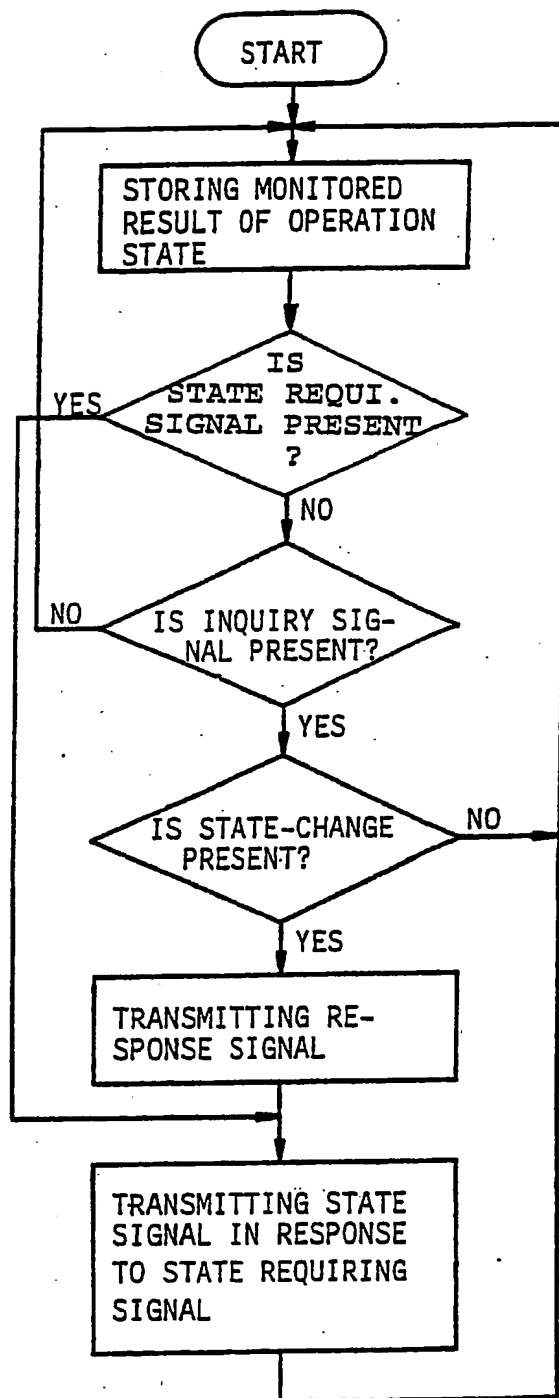 START
STORING MONITORED
RESULT OF OPERATION
STATE
IS
STATE REQUI.
SIGNAL PRESENT
?
YES
NO
IS INQUIRY SIG-
NAL PRESENT?
NO
YES
IS STATE-CHANGE
PRESENT?
NO
YES
TRANSMITTING RE-
SPONSE SIGNAL
TRANSMITTING STATE
SIGNAL IN RESPONSE
TO STATE REQUIRING
SIGNAL